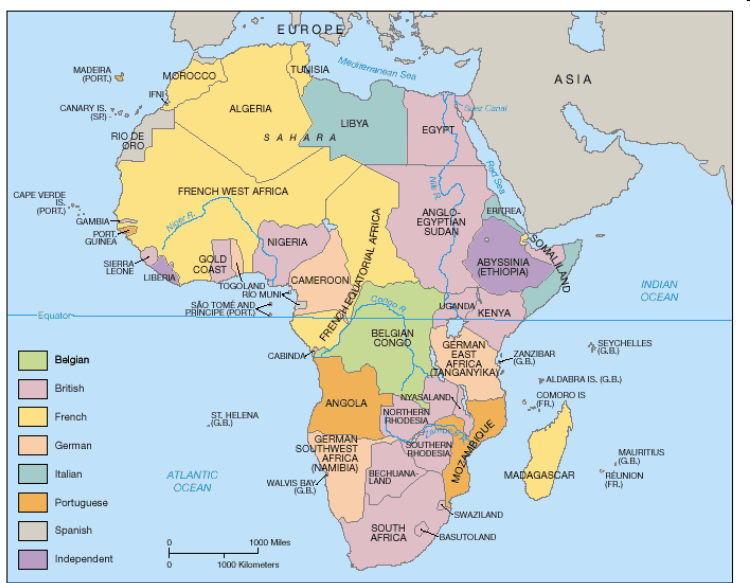 EUROPE
ASIA
Mediterranean Sea
MADEIRA
(PORT.)
MOROCCO
TUNISIA
IFNI
CANARY IS.
(SP.)
ALGERIA
LIBYA
EGYPT
Suez Canal
RIO DE
ORO
SAHARA
Red Sea
Nile R.
CAPE VERDE
IS.
(PORT.)
FRENCH WEST AFRICA
GAMBIA
PORT.
GUINEA
Niger R.
ANGLO-
EGYPTIAN
SUDAN
ERITREA
SOMALILAND
SIERRA
LEONE
LIBERIA
GOLD
COAST
NIGERIA
TOGOLAND
CAMEROON
FRENCH EQUATORIAL AFRICA
ABYSSINIA
(ETHIOPIA)
RÍO MUNI
SÃO TOMÉ AND
PRÍNCIPE (PORT.)
Congo R.
UGANDA
KENYA
INDIAN
OCEAN
Equator
BELGIAN
CONGO
CABINDA
GERMAN
EAST
AFRICA
(TANGANYIKA)
ZANZIBAR
(G.B.)
SEYCHELLES
(G.B.)
ALDABRA IS. (G.B.)
COMORO IS
(FR.)
ANGOLA
NYASALAND
NORTHERN
RHODESIA
Zambezi R.
ST. HELENA
(G.B.)
GERMAN
SOUTHWEST
AFRICA
(NAMIBIA)
SOUTHERN
RHODESIA
MOZAMBIQUE
MADAGASCAR
MAURITIUS
(G.B.)
RÉUNION
(FR.)
WALVIS BAY
(G.B.)
BECHUANA-
LAND
ATLANTIC
OCEAN
SWAZILAND
SOUTH
AFRICA
BASUTOLAND
Belgian
British
French
German
Italian
Portuguese
Spanish
Independent
0 1000 Miles
0 1000 Kilometers